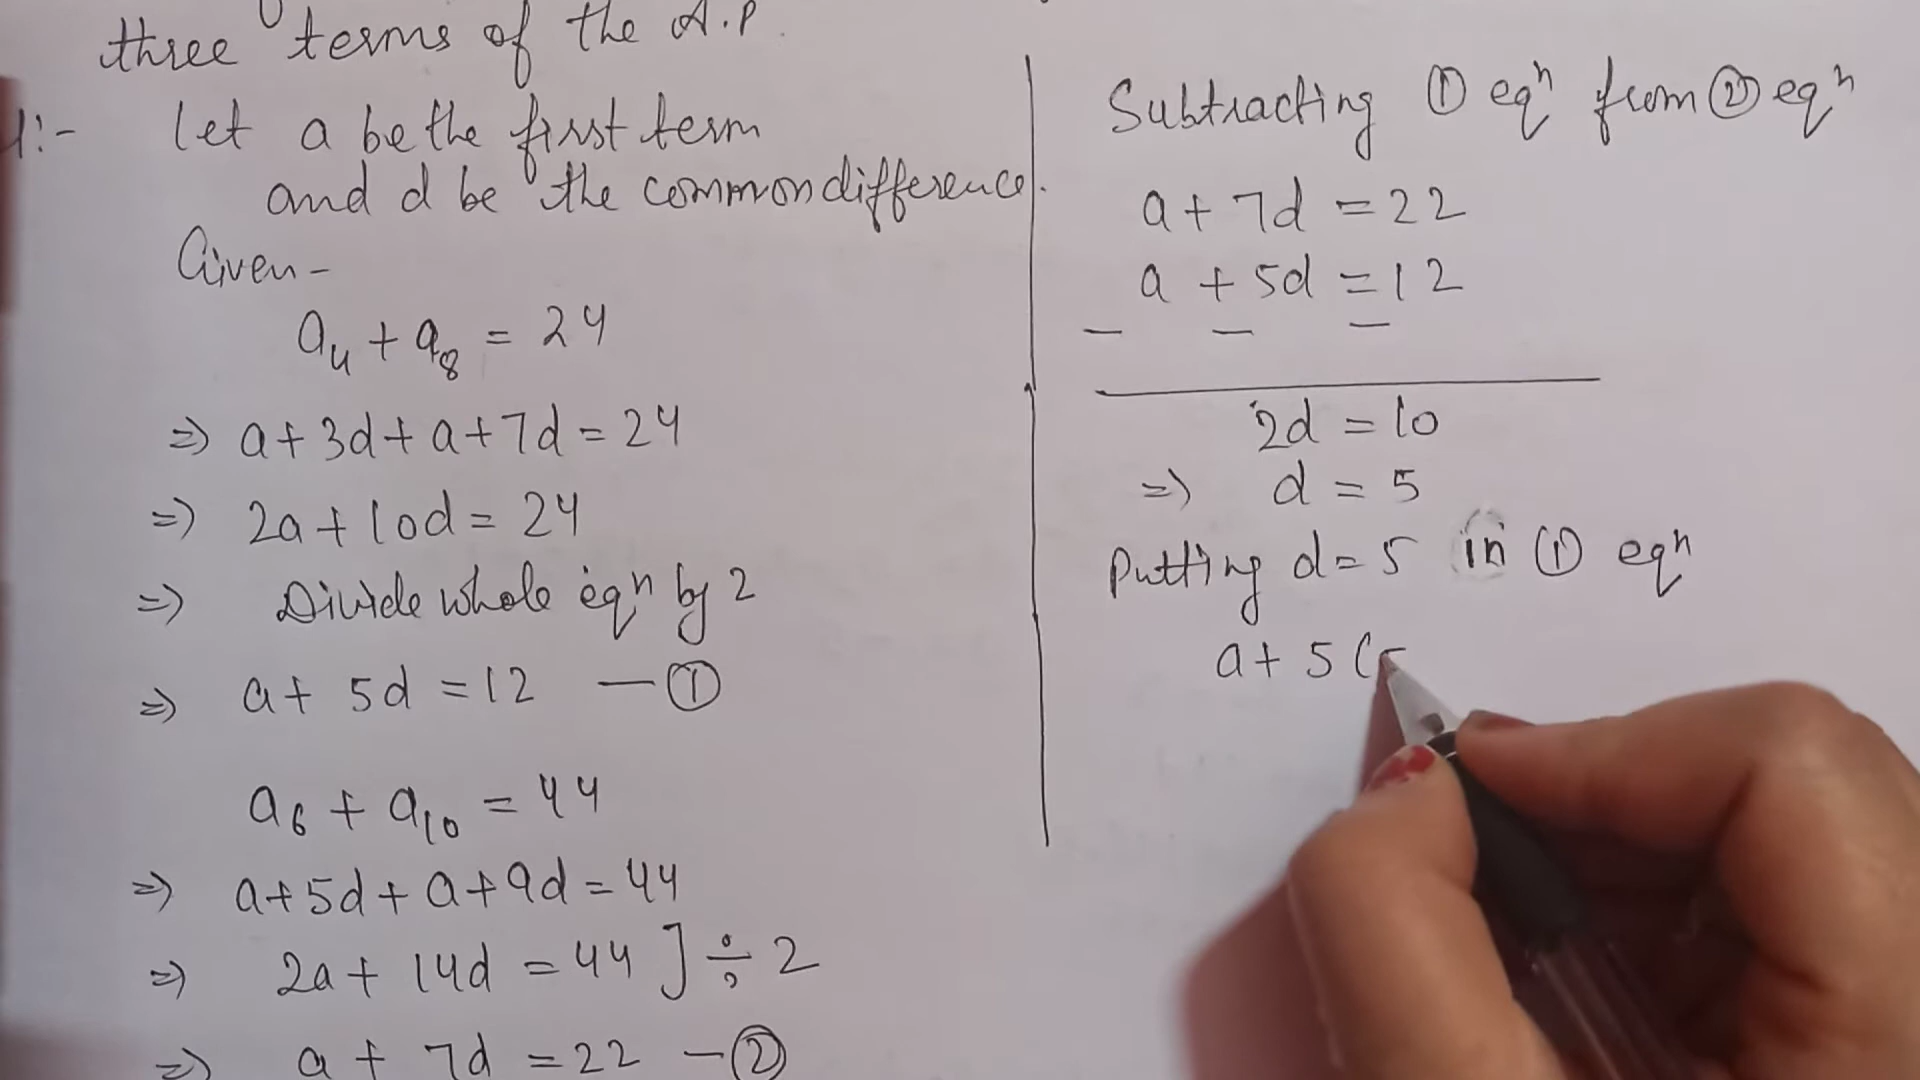 three terms of the A.P.
let a be the first term
and d be the common difference.
Given-
a₄ + a₈ = 24
=> a+3d+a+7d=24
=> 2a+10d=24
=> Divide whole eqⁿ by 2
=> a+ 5d =12 —①
a₆ + a₁₀ = 44
=> a+5d+a+9d=44
=> 2a+14d =44 ] ÷ 2
=> a + 7d =22 —②
Subtracting ① eqⁿ from ② eqⁿ
a+7d =22
a +5d =12
— — —
2d =10
=> d = 5
Putting d=5 in ① eqⁿ
a+ 5(5